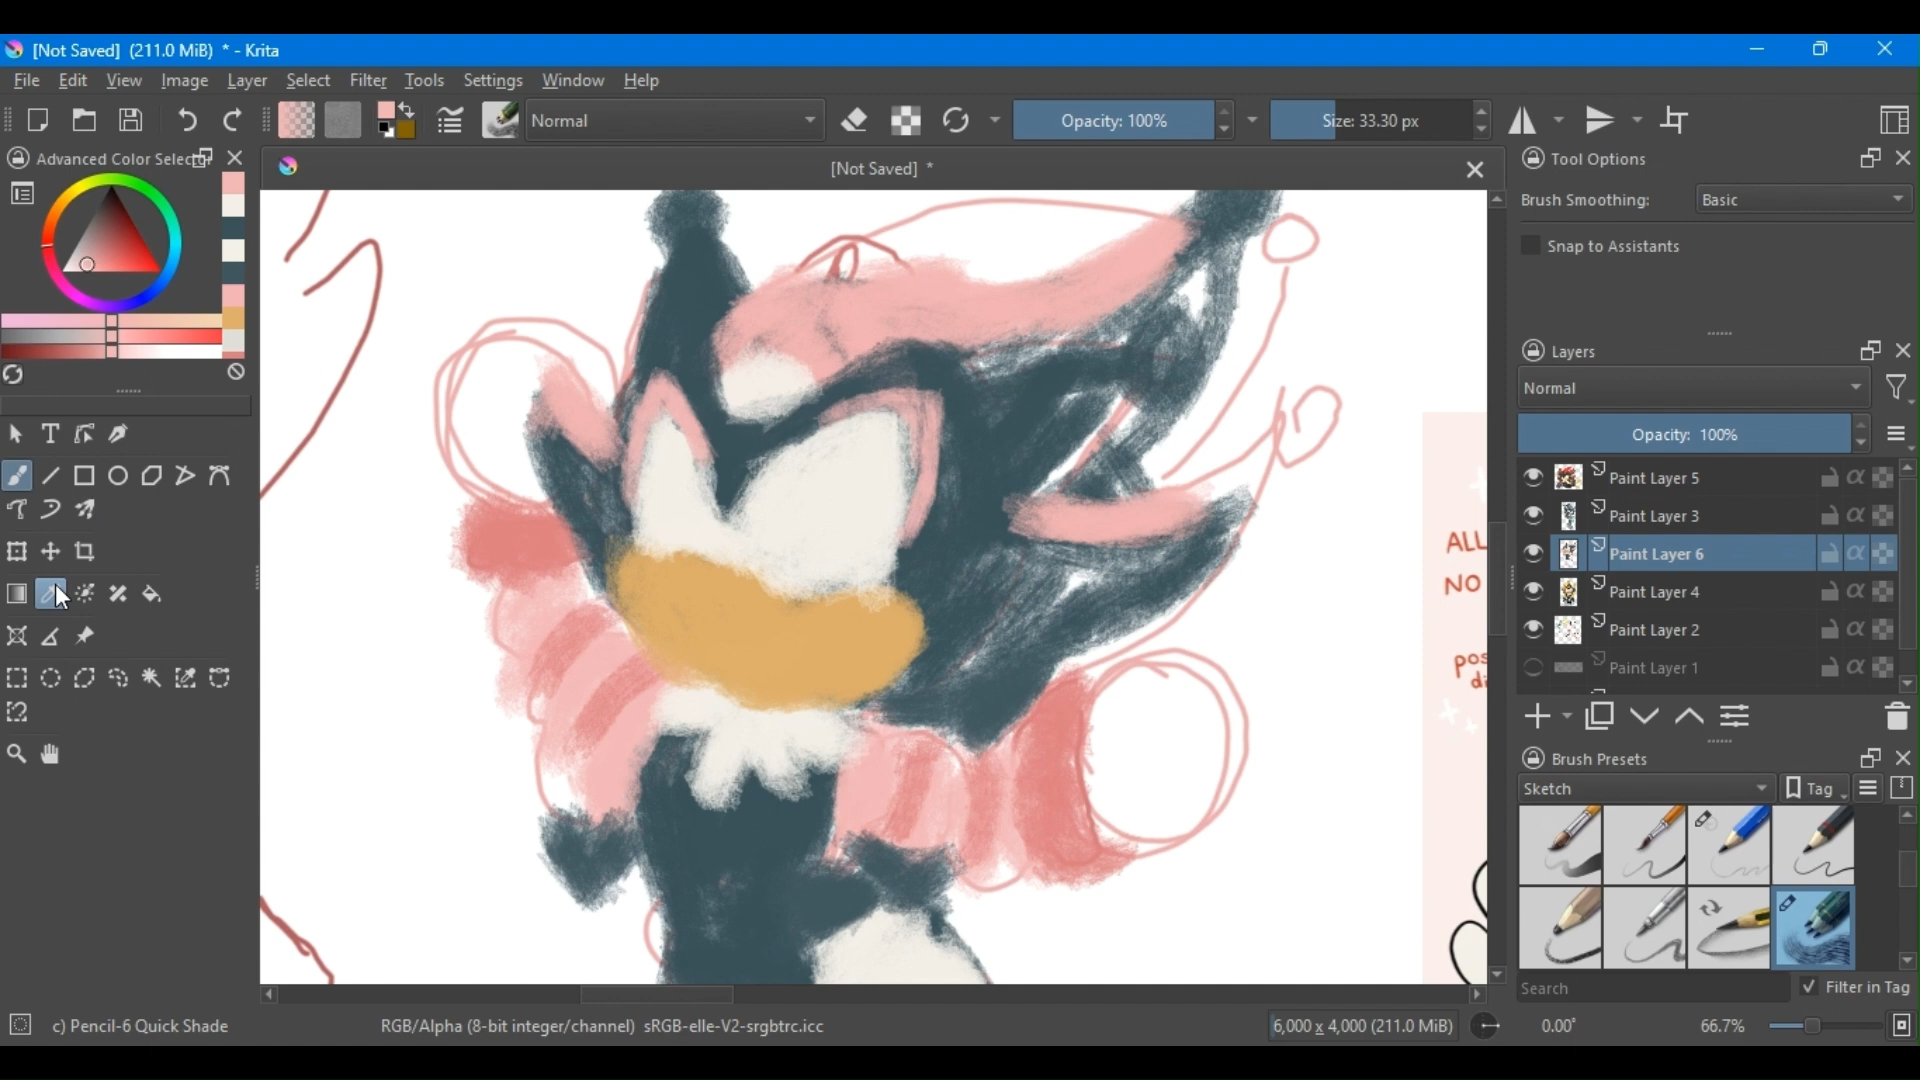 [Not Saved] (211.0 MiB) * - Krita
File Edit View Image Layer Select Filter Tools Settings Window Help
Normal
Opacity: 100%
Size: 33.30 px
Advanced Color Selector
[Not Saved] *
Tool Options
Brush Smoothing:
Basic
Snap to Assistants
Layers
Normal
Opacity: 100%
Paint Layer 5
Paint Layer 3
Paint Layer 6
Paint Layer 4
Paint Layer 2
Paint Layer 1
ALL
NO
pos
di
Brush Presets
Sketch
Tag
Search
Filter in Tag
c) Pencil-6 Quick Shade
RGB/Alpha (8-bit integer/channel) sRGB-elle-V2-srgbtrc.icc
6,000 x 4,000 (211.0 MiB)
0.00°
66.7%